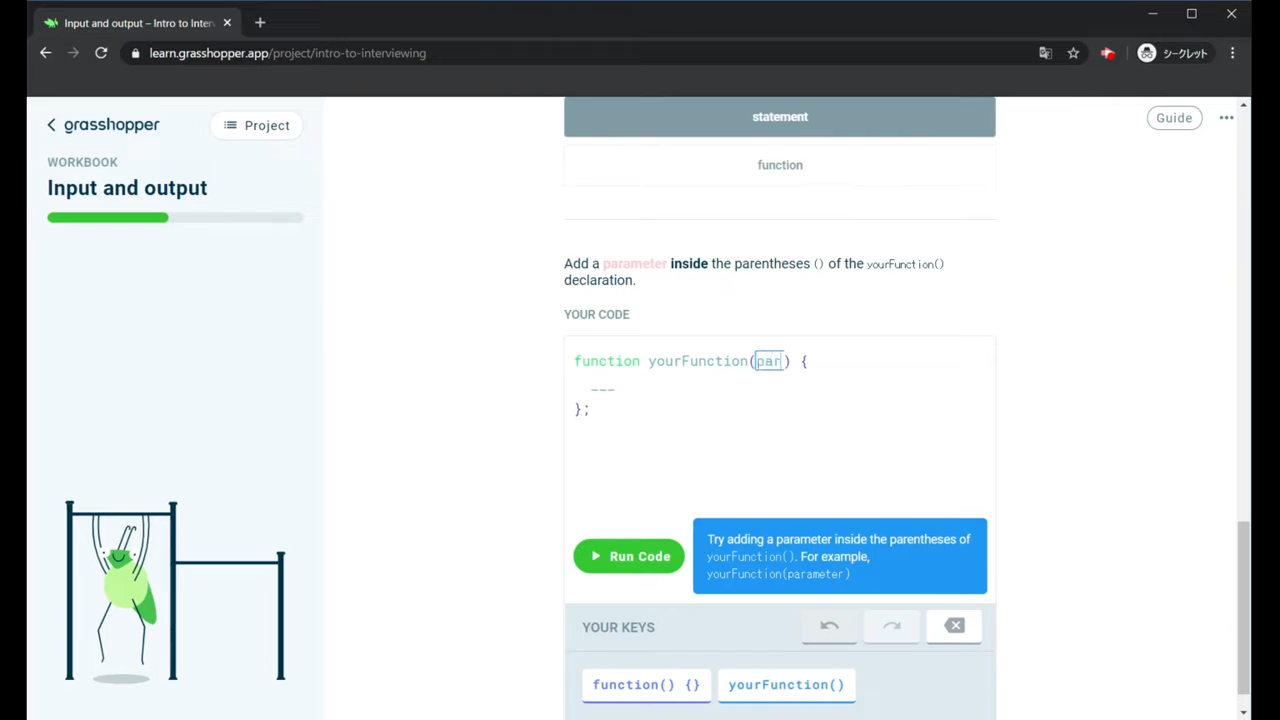 Input and output – Intro to Inter
learn.grasshopper.app/project/intro-to-interviewing
シークレット
grasshopper
Project
WORKBOOK
Input and output
statement
Guide
function
Add a parameter inside the parentheses () of the yourFunction()
declaration.
YOUR CODE
function yourFunction(par) {
___
};
Run Code
Try adding a parameter inside the parentheses of
yourFunction(). For example,
yourFunction(parameter)
YOUR KEYS
function() {}
yourFunction()